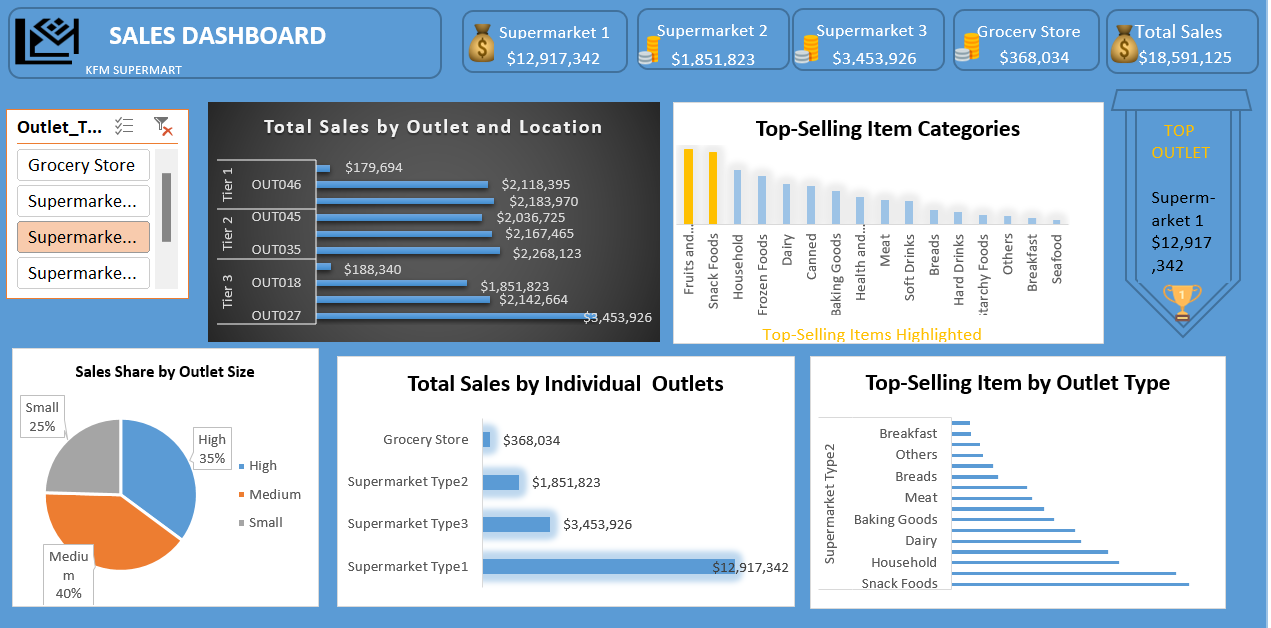 SALES DASHBOARD
KFM SUPERMART
Supermarket 1
$12,917,342
Supermarket 2
$1,851,823
Supermarket 3
$3,453,926
Grocery Store
$368,034
Total Sales
$18,591,125
Outlet_T...
Grocery Store
Supermarke...
Supermarke...
Supermarke...
Total Sales by Outlet and Location
Tier 1
$179,694
OUT046
$2,118,395
$2,183,970
Tier 2
OUT045
$2,036,725
$2,167,465
OUT035
$2,268,123
Tier 3
$188,340
OUT018
$1,851,823
$2,142,664
OUT027
$3,453,926
Top-Selling Item Categories
Fruits and...
Snack Foods
Household
Frozen Foods
Dairy
Canned
Baking Goods
Health and...
Meat
Soft Drinks
Breads
Hard Drinks
Starchy Foods
Others
Breakfast
Seafood
Top-Selling Items Highlighted
TOP
OUTLET
Superm-
arket 1
$12,917
,342
1
Sales Share by Outlet Size
Small
25%
High
35%
Mediu
m
40%
High
Medium
Small
Total Sales by Individual Outlets
Grocery Store
$368,034
Supermarket Type2
$1,851,823
Supermarket Type3
$3,453,926
Supermarket Type1
$12,917,342
Top-Selling Item by Outlet Type
Supermarket Type2
Breakfast
Others
Breads
Meat
Baking Goods
Dairy
Household
Snack Foods